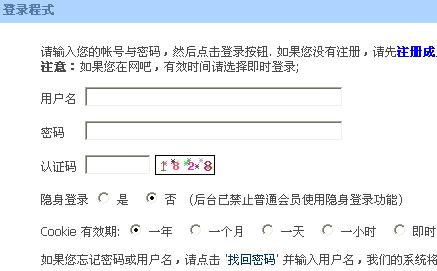 登录程式
请输入您的帐号与密码，然后点击登录按钮. 如果您没有注册，请先注册成
注意：如果您在网吧，有效时间请选择即时登录；
用户名
密码
认证码 1828
隐身登录 是 否 (后台已禁止普通会员使用隐身登录功能)
Cookie 有效期: 一年 一个月 一天 一小时 即时
如果您忘记密码或用户名，请点击 '找回密码' 并输入用户名，我们的系统将